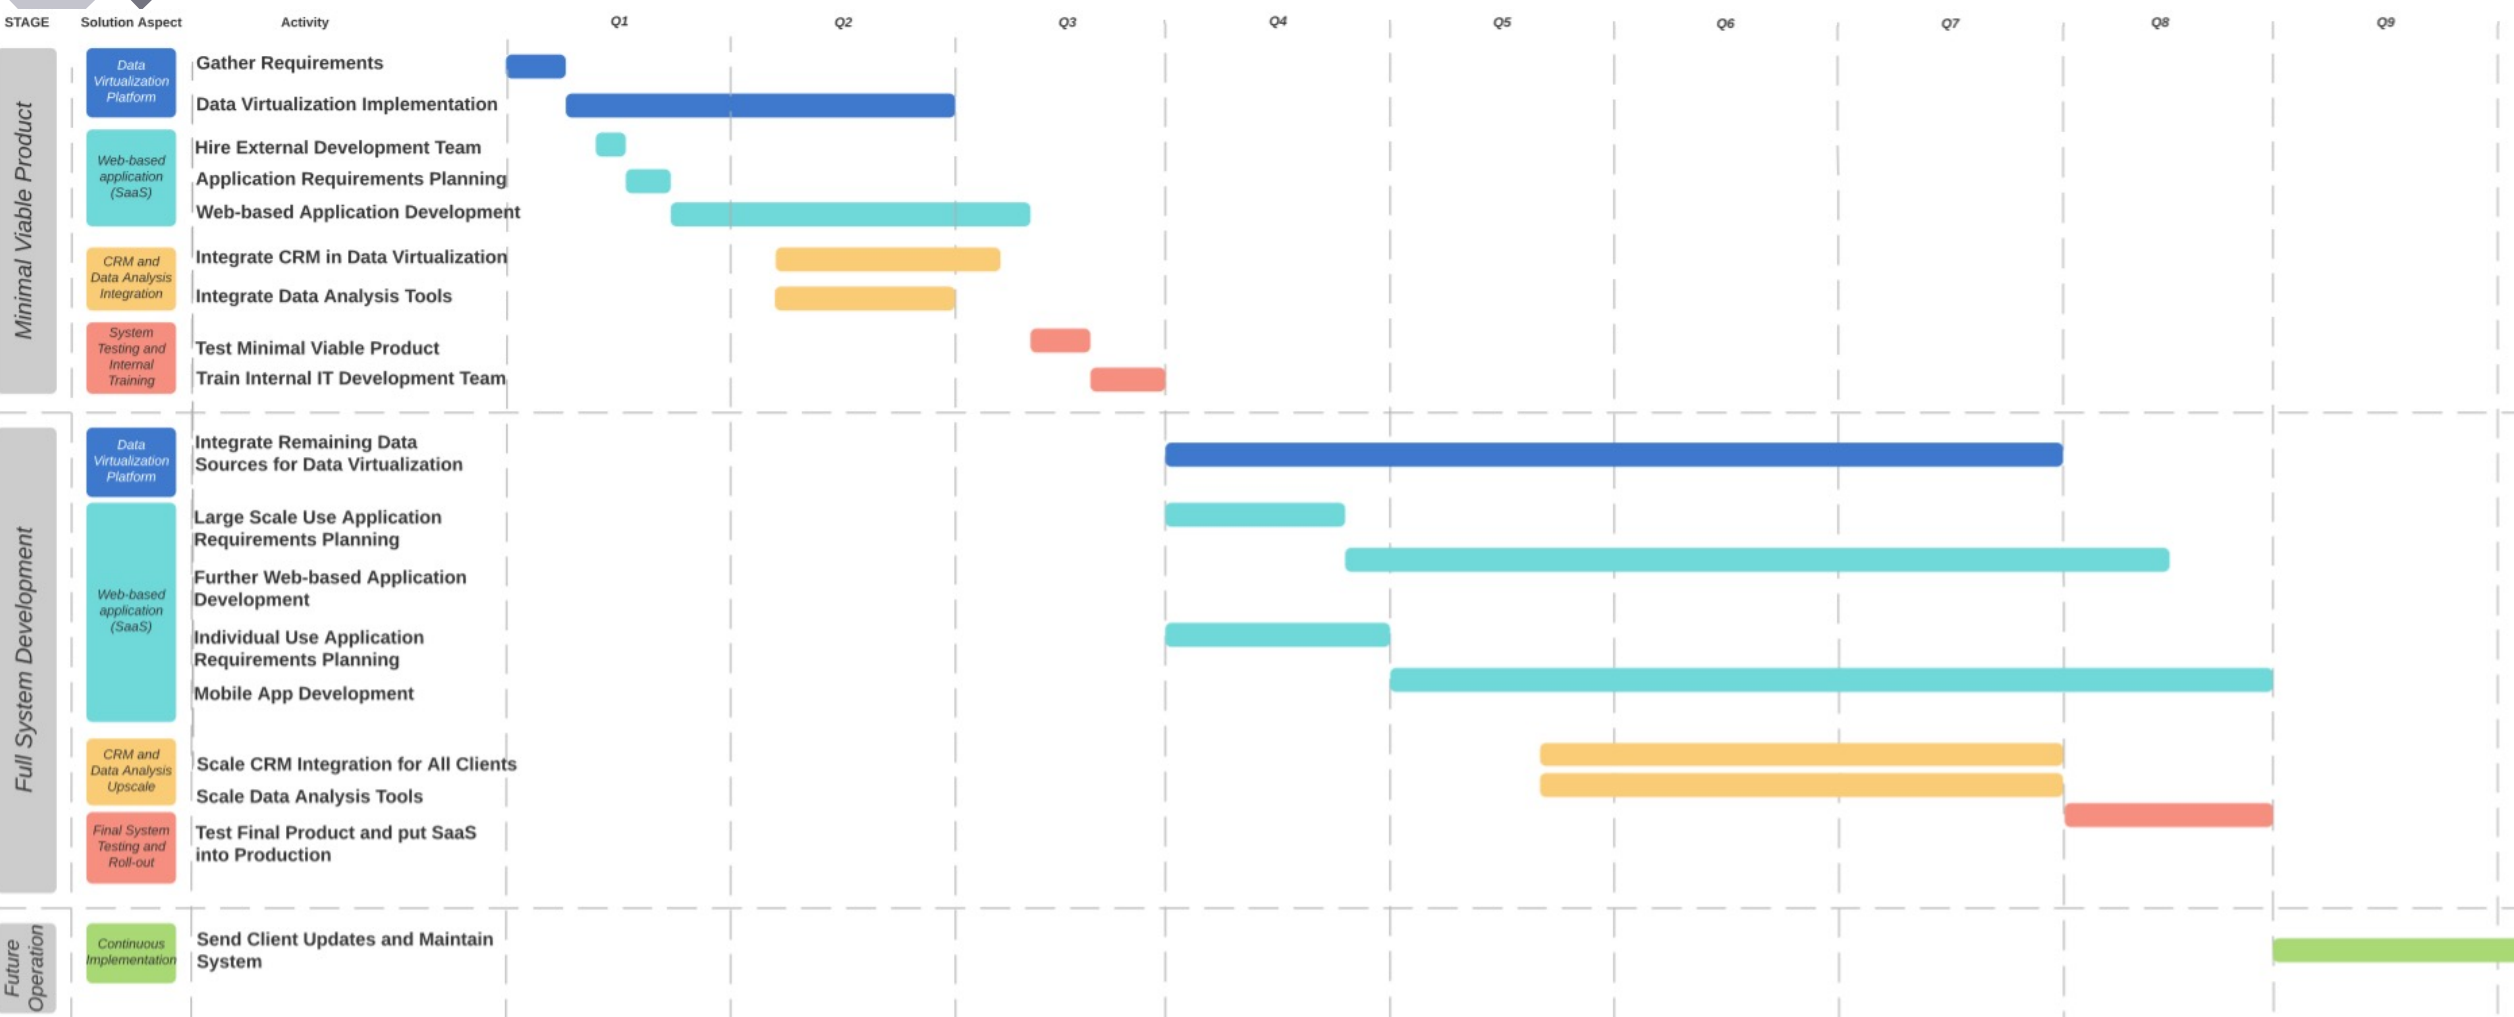 STAGE Solution Aspect Activity Q1 Q2 Q3 Q4 Q5 Q6 Q7 Q8 Q9
Minimal Viable Product
Data
Virtualization
Platform
Gather Requirements
Data Virtualization Implementation
Web-based
application
(SaaS)
Hire External Development Team
Application Requirements Planning
Web-based Application Development
CRM and
Data Analysis
Integration
Integrate CRM in Data Virtualization
Integrate Data Analysis Tools
System
Testing and
Internal
Training
Test Minimal Viable Product
Train Internal IT Development Team
Full System Development
Data
Virtualization
Platform
Integrate Remaining Data
Sources for Data Virtualization
Web-based
application
(SaaS)
Large Scale Use Application
Requirements Planning
Further Web-based Application
Development
Individual Use Application
Requirements Planning
Mobile App Development
CRM and
Data Analysis
Upscale
Scale CRM Integration for All Clients
Scale Data Analysis Tools
Final System
Testing and
Roll-out
Test Final Product and put SaaS
into Production
Future
Operation
Continuous
Implementation
Send Client Updates and Maintain
System